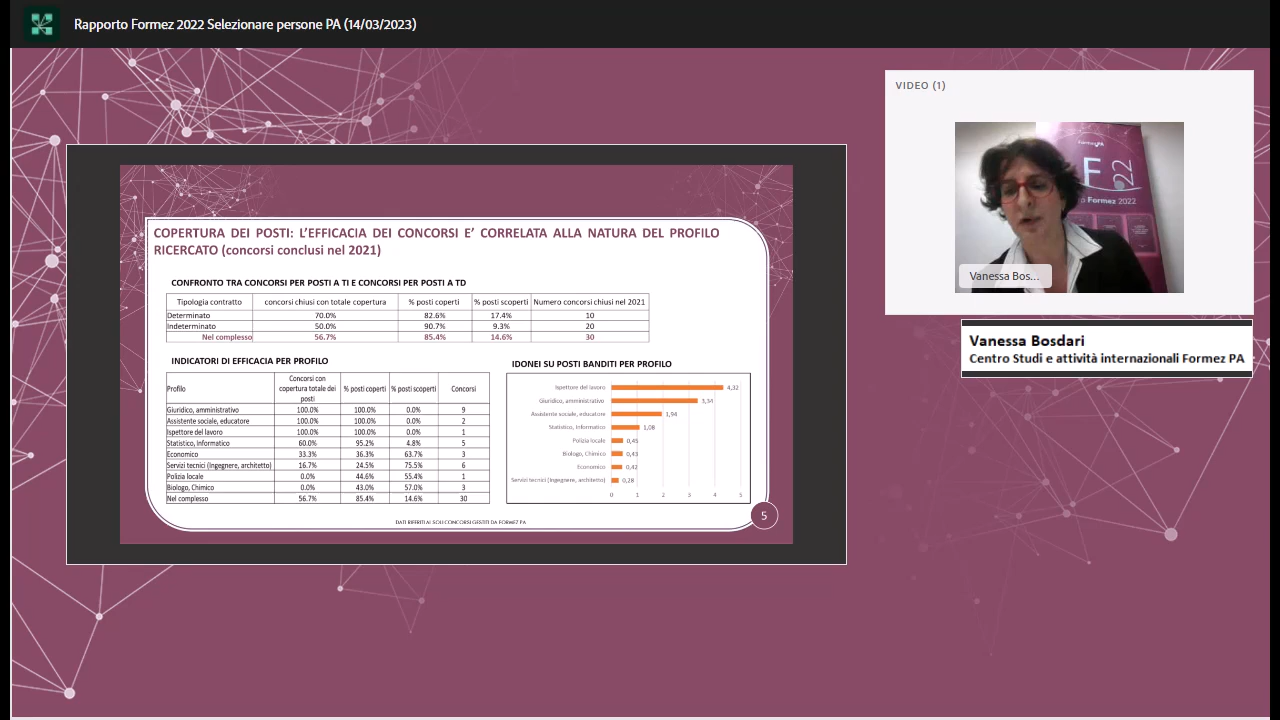 Rapporto Formez 2022 Selezionare persone PA (14/03/2023)
VIDEO (1)
F
22
Formez 2022
Vanessa Bos...
Vanessa Bosdari
Centro Studi e attività internazionali Formez PA
COPERTURA DEI POSTI: L'EFFICACIA DEI CONCORSI E' CORRELATA ALLA NATURA DEL PROFILO
RICERCATO (concorsi conclusi nel 2021)
CONFRONTO TRA CONCORSI PER POSTI A TI E CONCORSI PER POSTI A TD
Tipologia contratto concorsi chiusi con totale copertura % posti coperti % posti scoperti Numero concorsi chiusi nel 2021
Determinato 70.0% 82.6% 17.4% 10
Indeterminato 50.0% 90.7% 9.3% 20
Nel complesso 56.7% 85.4% 14.6% 30
INDICATORI DI EFFICACIA PER PROFILO
Profilo Concorsi con copertura totale dei posti % posti coperti % posti scoperti Concorsi
Giuridico, amministrativo 100.0% 100.0% 0.0% 9
Assistente sociale, educatore 100.0% 100.0% 0.0% 2
Ispettore del lavoro 100.0% 100.0% 0.0% 1
Statistico, Informatico 60.0% 95.2% 4.8% 5
Economico 33.3% 36.3% 63.7% 3
Servizi tecnici (Ingegnere, architetto) 16.7% 24.5% 75.5% 6
Polizia locale 0.0% 44.6% 55.4% 1
Biologo, Chimico 0.0% 43.0% 57.0% 3
Nel complesso 56.7% 85.4% 14.6% 30
IDONEI SU POSTI BANDITI PER PROFILO
Ispettore del lavoro 4,32
Giuridico, amministrativo 3,34
Assistente sociale, educatore 1,94
Statistico, Informatico 1,08
Polizia locale 0,45
Biologo, Chimico 0,43
Economico 0,42
Servizi tecnici (Ingegnere, architetto) 0,28
0 1 2 3 4 5
DATI RIFERITI AI SOLI CONCORSI GESTITI DA FORMEZ PA
5